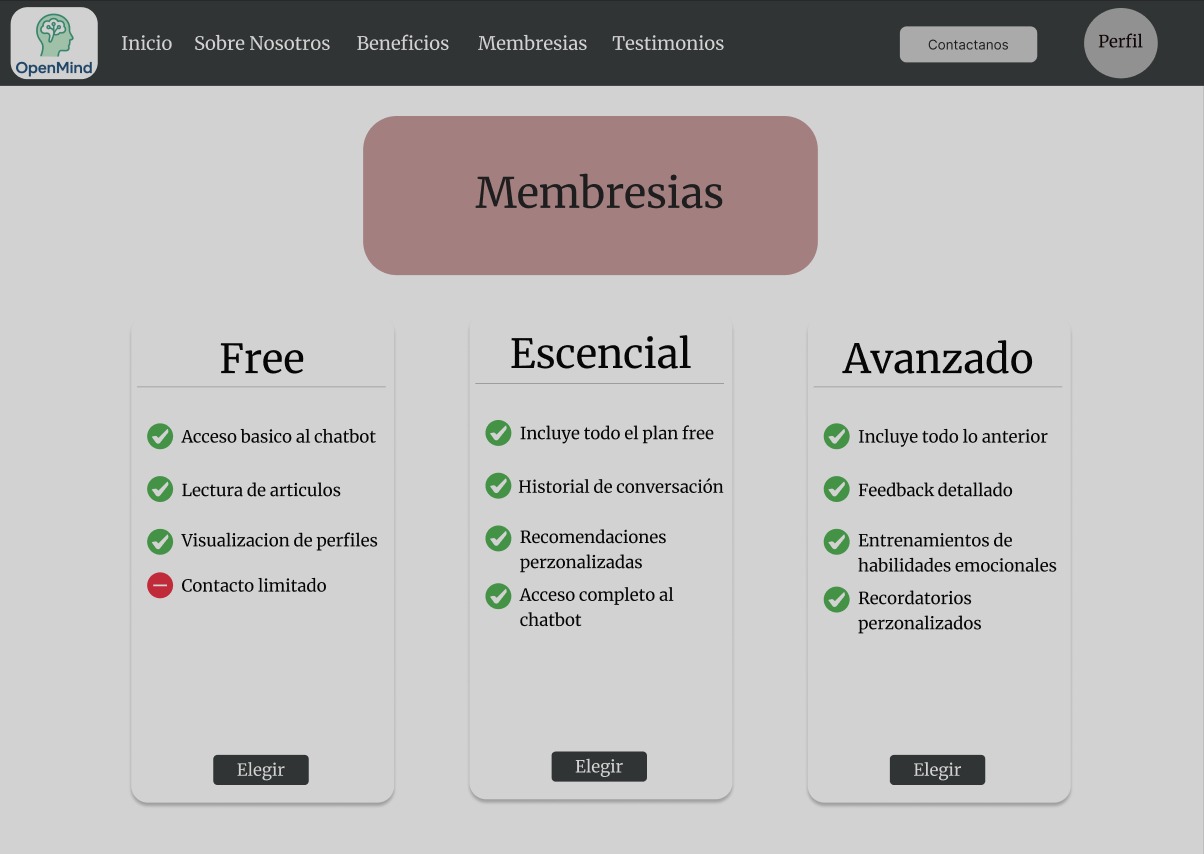 OpenMind
Inicio
Sobre Nosotros
Beneficios
Membresias
Testimonios
Contactanos
Perfil
Membresias
Free
Acceso basico al chatbot
Lectura de articulos
Visualizacion de perfiles
Contacto limitado
Elegir
Escencial
Incluye todo el plan free
Historial de conversación
Recomendaciones
perzonalizadas
Acceso completo al
chatbot
Elegir
Avanzado
Incluye todo lo anterior
Feedback detallado
Entrenamientos de
habilidades emocionales
Recordatorios
perzonalizados
Elegir